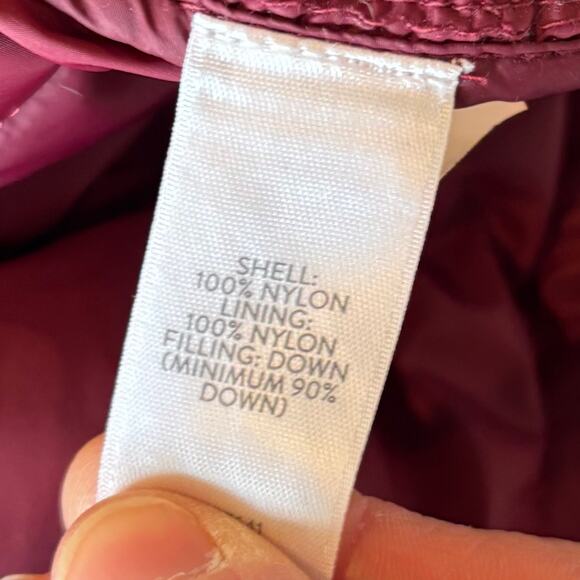 SHELL:
100% NYLON
LINING:
100% NYLON
FILLING: DOWN
(MINIMUM 90%
DOWN)